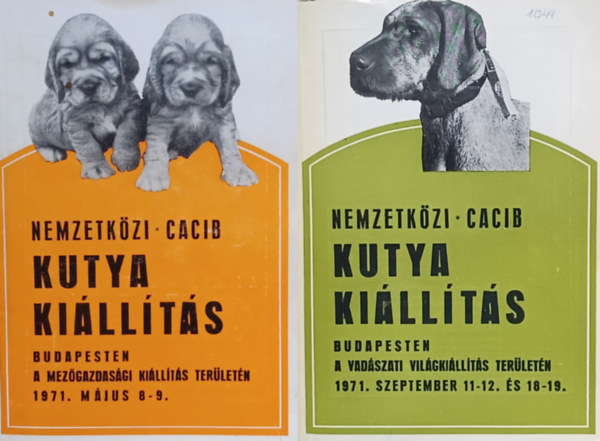 NEMZETKÖZI · CACIB
KUTYA
KIÁLLÍTÁS
BUDAPESTEN
A MEZŐGAZDASÁGI KIÁLLÍTÁS TERÜLETÉN
1971. MÁJUS 8-9.
1044
NEMZETKÖZI · CACIB
KUTYA
KIÁLLÍTÁS
BUDAPESTEN
A VADÁSZATI VILÁGKIÁLLÍTÁS TERÜLETÉN
1971. SZEPTEMBER 11-12. ÉS 18-19.